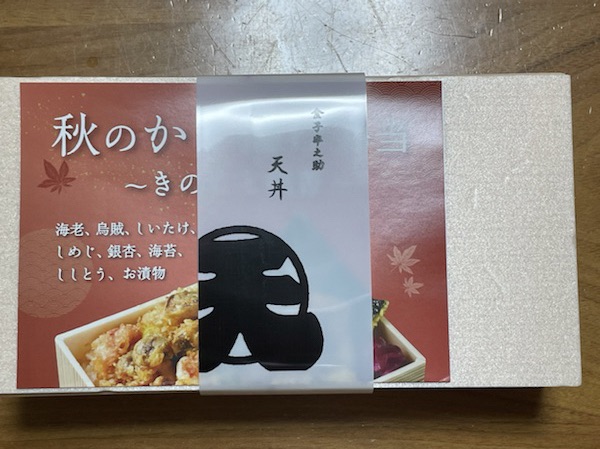 秋のか
当
～きの
海老、烏賊、しいたけ、
しめじ、銀杏、海苔、
ししとう、お漬物
金子半之助
天丼
天